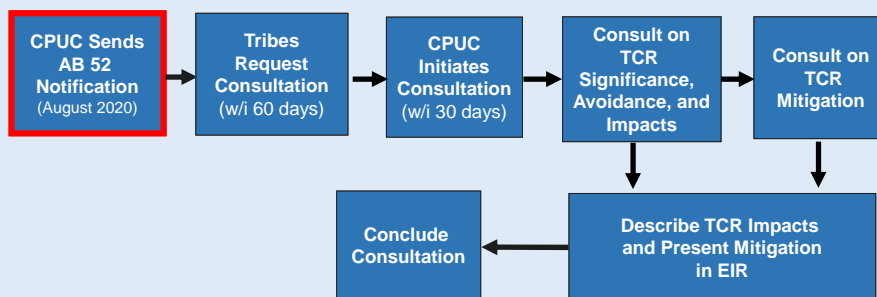 CPUC Sends
AB 52
Notification
(August 2020)
Tribes
Request
Consultation
(w/i 60 days)
CPUC
Initiates
Consultation
(w/i 30 days)
Consult on
TCR
Significance,
Avoidance, and
Impacts
Consult on
TCR
Mitigation
Conclude
Consultation
Describe TCR Impacts
and Present Mitigation
in EIR